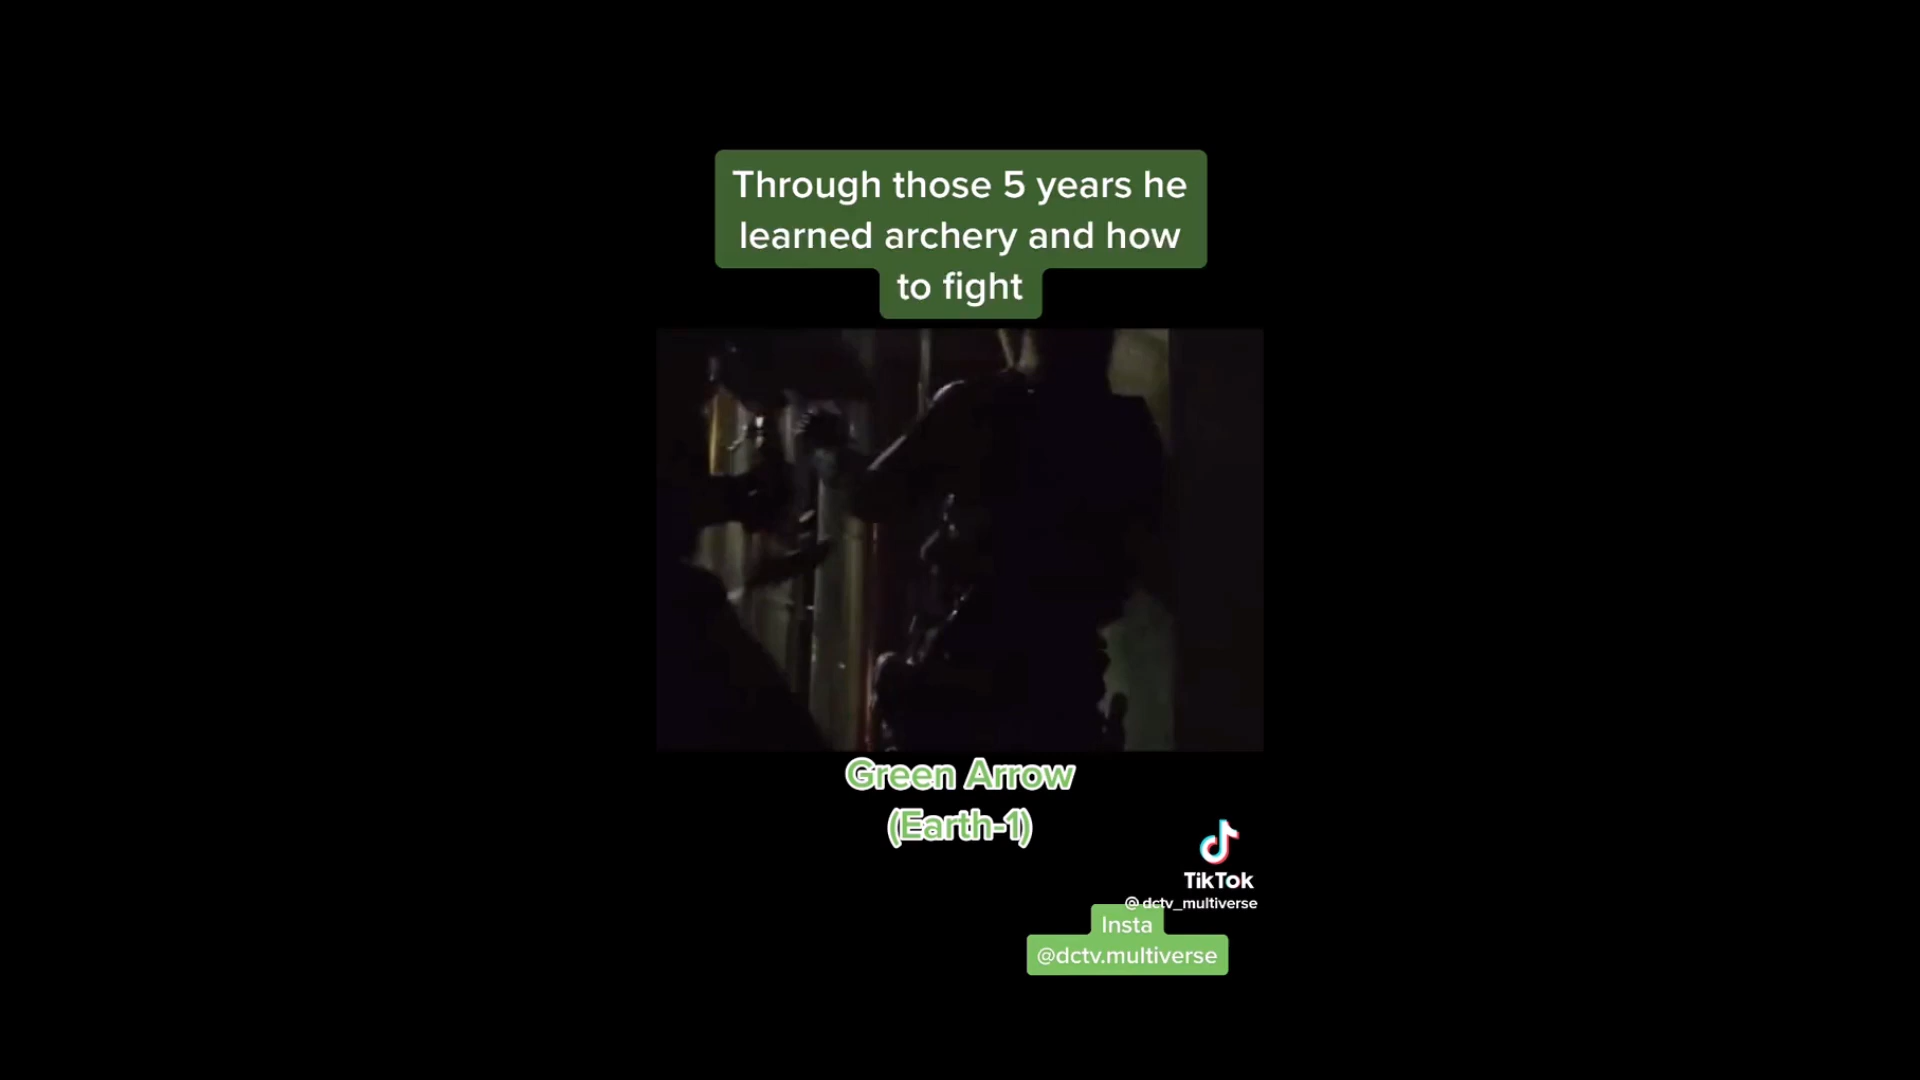 Through those 5 years he
learned archery and how
to fight
Green Arrow
(Earth-1)
TikTok
@dctv_multiverse
Insta
@dctv.multiverse